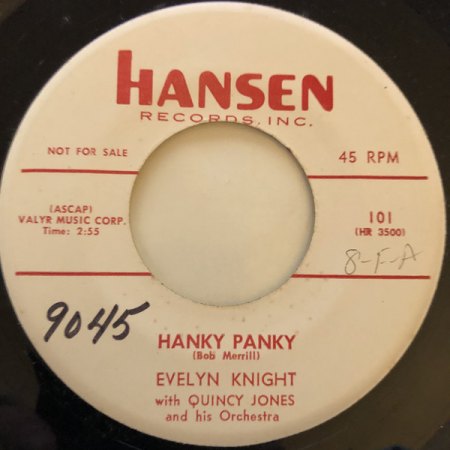 HANSEN
RECORDS, INC.
NOT FOR SALE
45 RPM
(ASCAP)
VALYR MUSIC CORP.
Time: 2:55
101
(HR 3500)
8-F-A
9045
HANKY PANKY
(Bob Merrill)
EVELYN KNIGHT
with QUINCY JONES
and his Orchestra